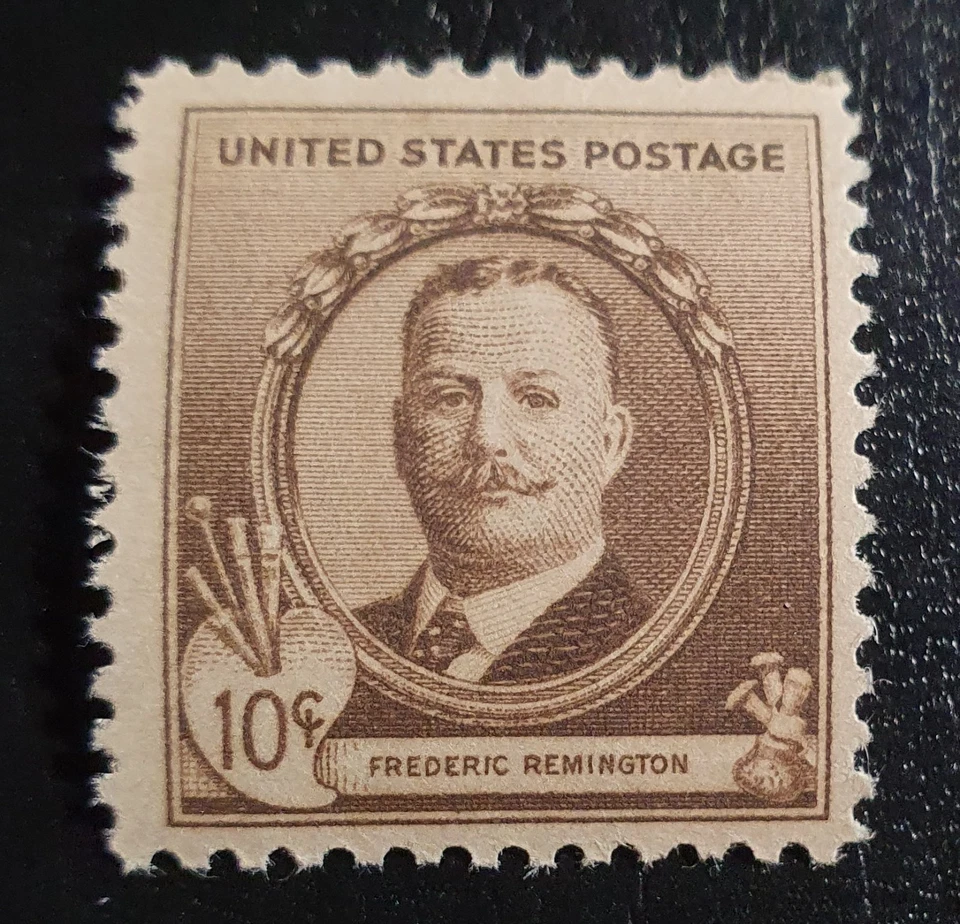 UNITED STATES POSTAGE
10¢
FREDERIC REMINGTON